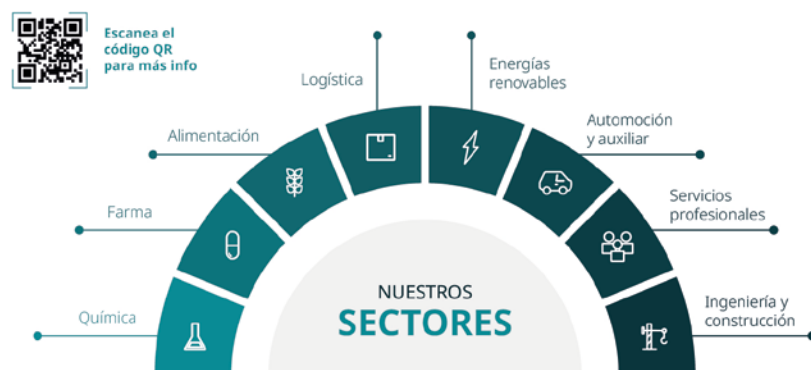 Escanea el
código QR
para más info
Logística
Energías
renovables
Alimentación
Automoción
y auxiliar
Farma
Servicios
profesionales
Química
Ingeniería y
construcción
NUESTROS
SECTORES